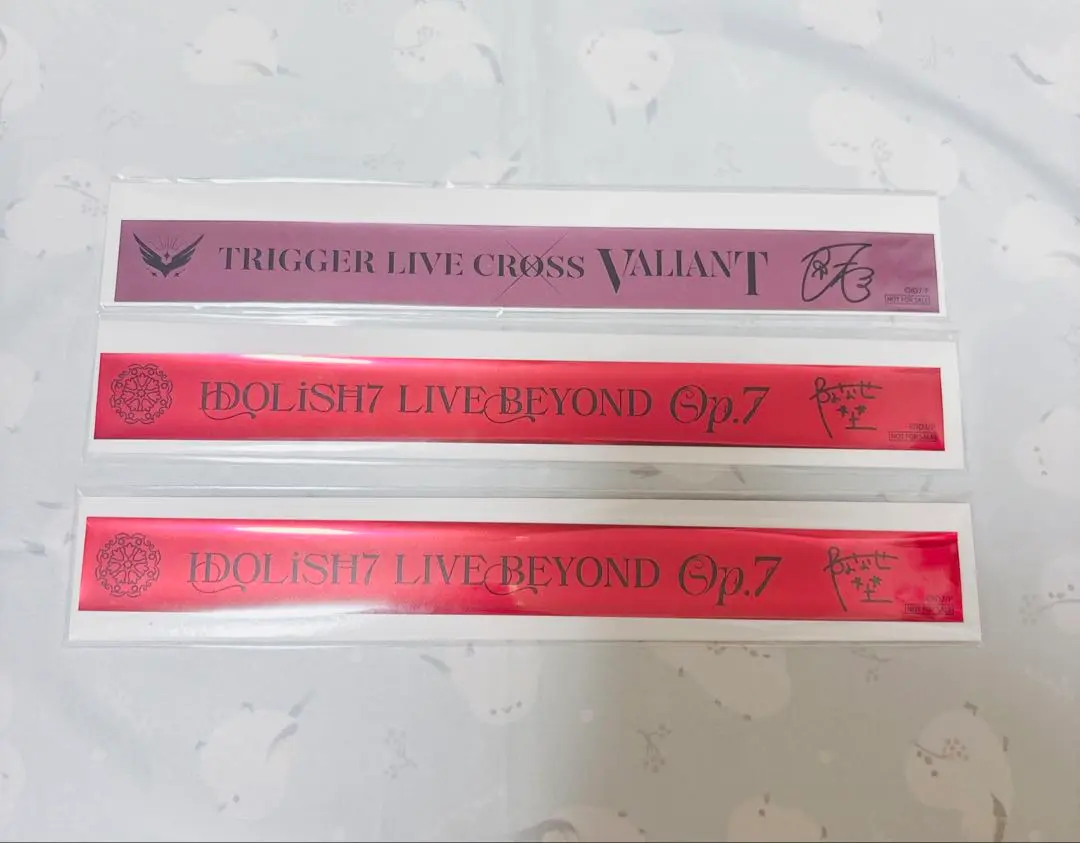 TRIGGER LIVE CROSS VALIANT
NOT FOR SALE
IDOLiSH7 LIVE BEYOND Op.7
NOT FOR SALE
IDOLiSH7 LIVE BEYOND Op.7
NOT FOR SALE